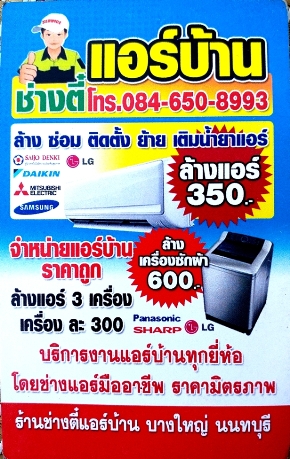 แอร์บ้าน
ช่างตี๋ โทร.084-650-8993
ล้าง ซ่อม ติดตั้ง ย้าย เติมน้ำยาแอร์
SAIJO DENKI LG
DAIKIN
MITSUBISHI ELECTRIC
SAMSUNG
ล้างแอร์
350.-
จำหน่ายแอร์บ้าน
ราคาถูก
ล้างแอร์ 3 เครื่อง
เครื่อง ละ 300
ล้าง
เครื่องซักผ้า
600.-
Panasonic
SHARP LG
บริการงานแอร์บ้านทุกยี่ห้อ
โดยช่างแอร์มืออาชีพ ราคามิตรภาพ
ร้านช่างตี๋แอร์บ้าน บางใหญ่ นนทบุรี